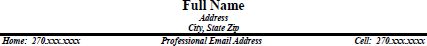 Full Name
Address
City, State Zip
Home: 270.xxx.xxxx Professional Email Address Cell: 270.xxx.xxxx